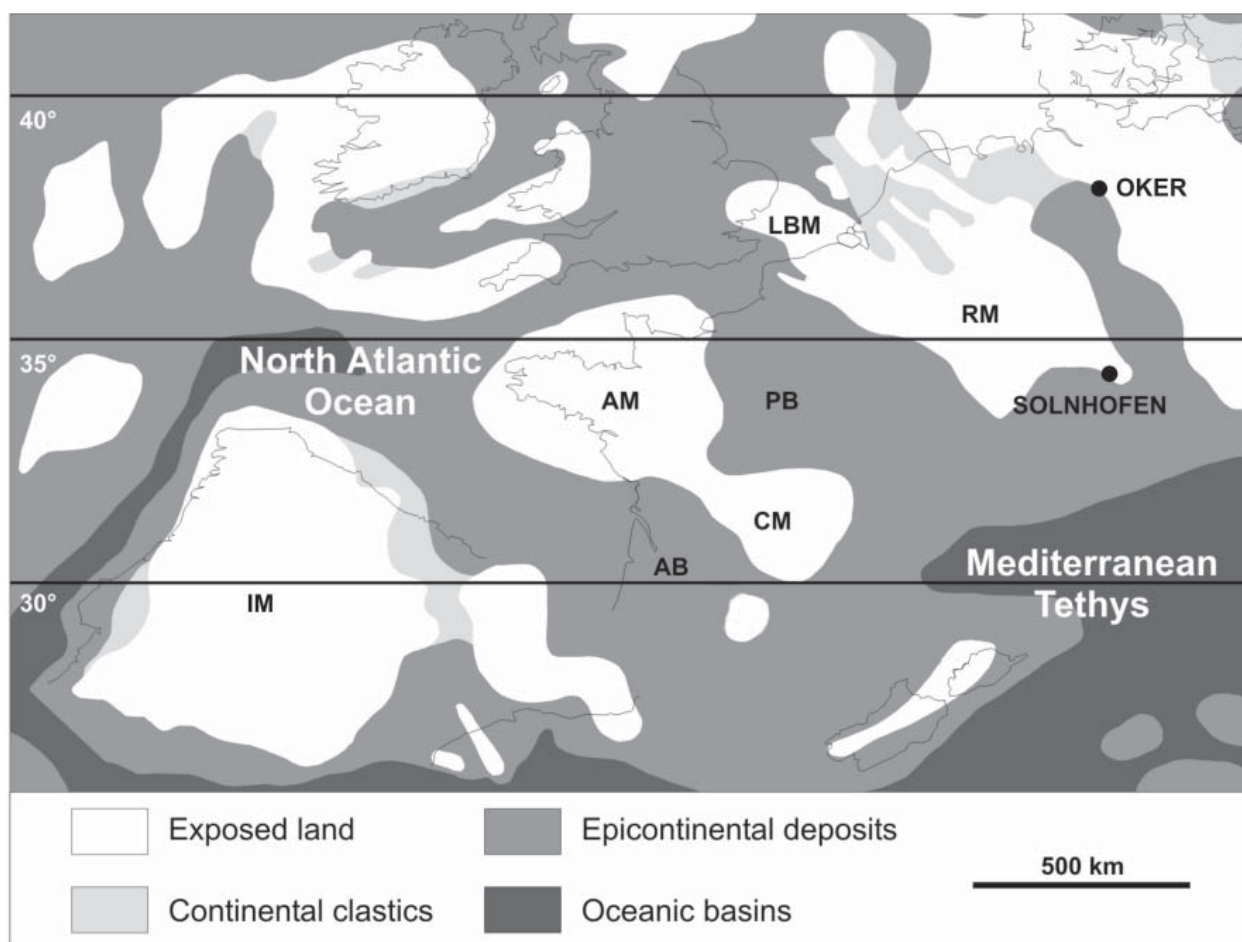 40°
OKER
LBM
RM
35°
North Atlantic
Ocean
AM
PB
SOLNHOFEN
CM
AB
Mediterranean
Tethys
30°
IM
Exposed land
Epicontinental deposits
500 km
Continental clastics
Oceanic basins